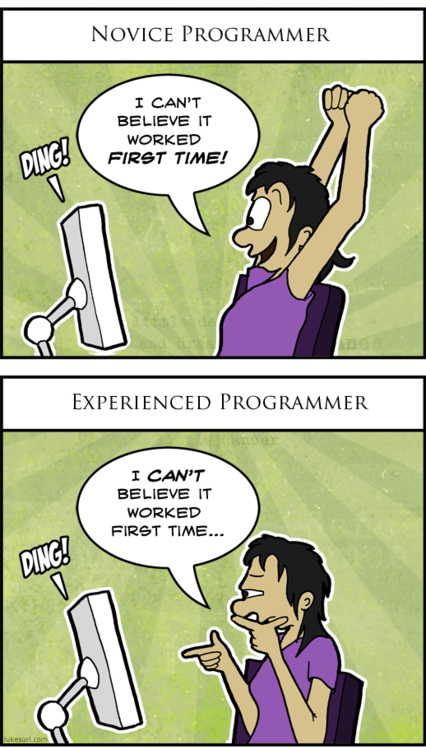 Novice Programmer
DING!
I CAN'T
BELIEVE IT
WORKED
FIRST TIME!
Experienced Programmer
DING!
I CAN'T
BELIEVE IT
WORKED
FIRST TIME...
lukesurl.com